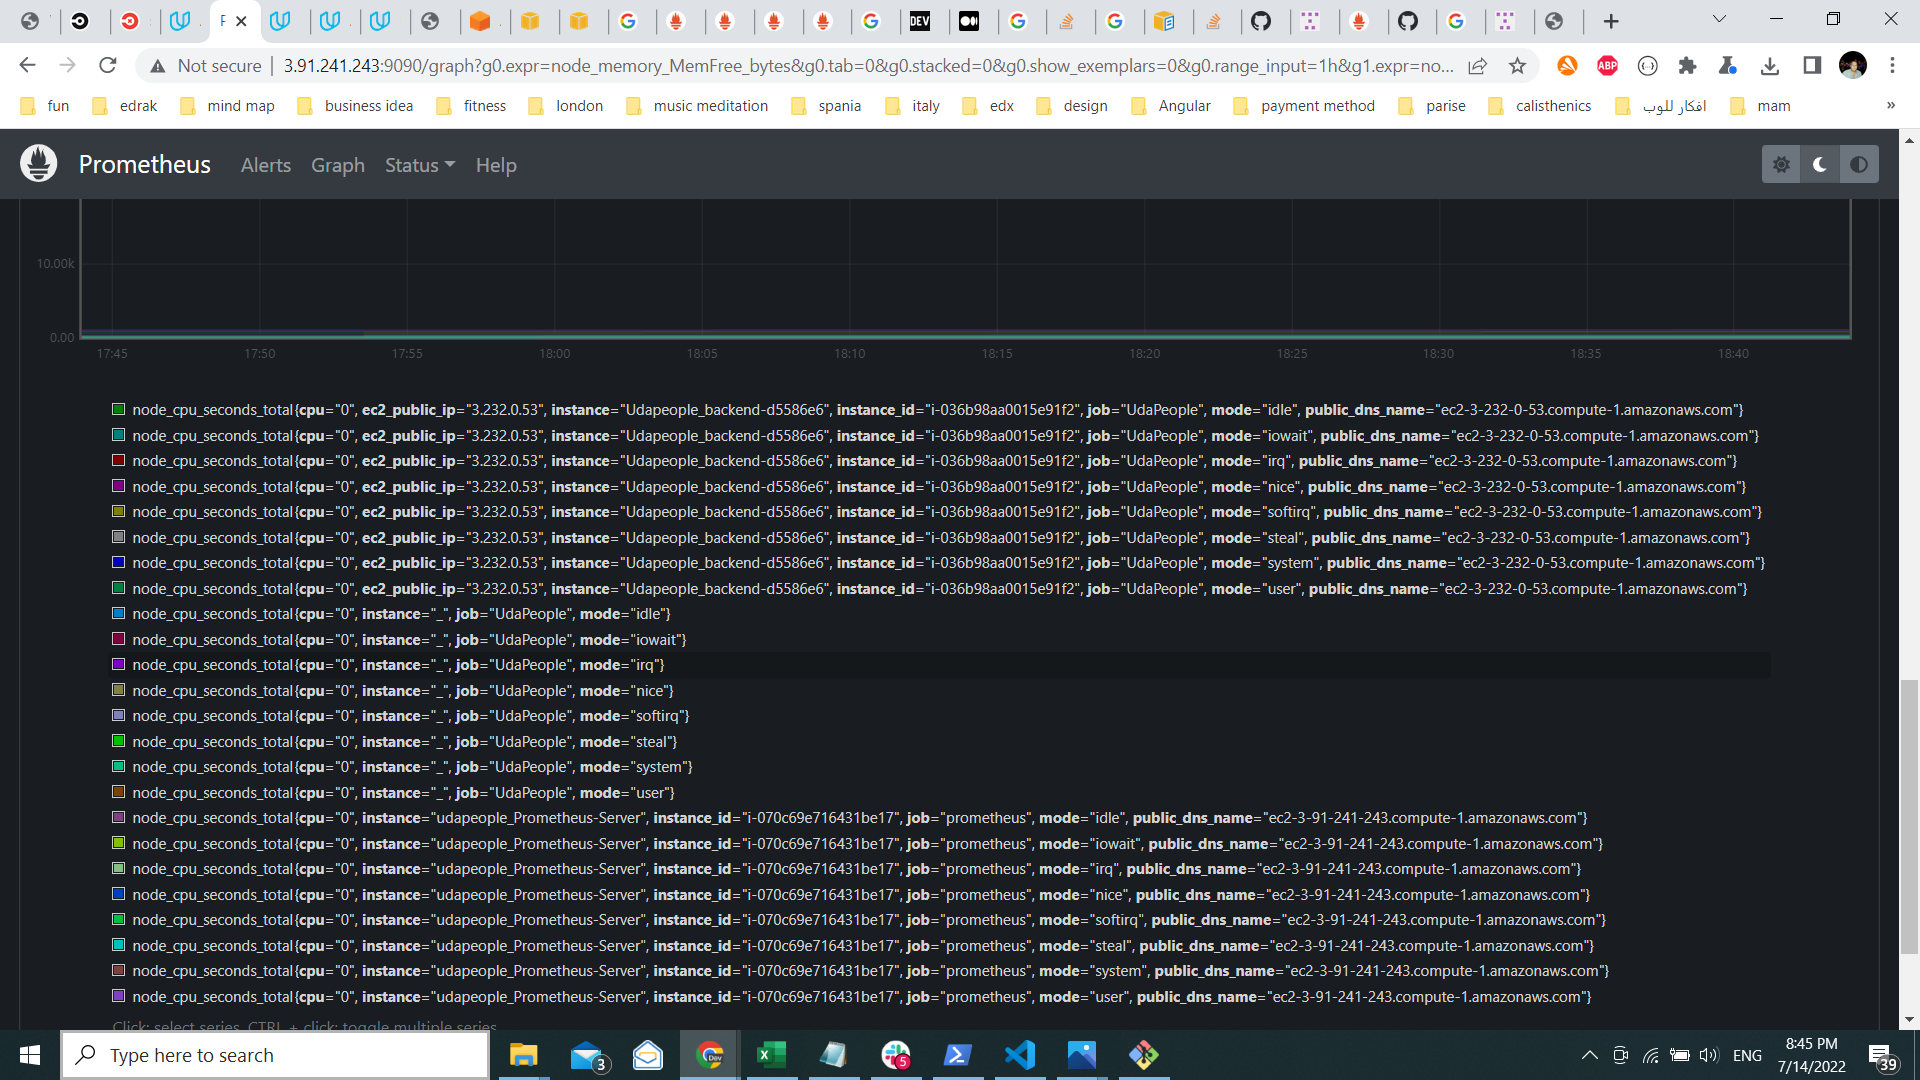 Not secure | 3.91.241.243:9090/graph?g0.expr=node_memory_MemFree_bytes&g0.tab=0&g0.stacked=0&g0.show_exemplars=0&g0.range_input=1h&g1.expr=no...
fun edrak mind map business idea fitness london music meditation spania italy edx design Angular payment method parise calisthenics افكار للوب mam »
Prometheus Alerts Graph Status Help
10.00k
0.00
17:45 17:50 17:55 18:00 18:05 18:10 18:15 18:20 18:25 18:30 18:35 18:40
node_cpu_seconds_total{cpu="0", ec2_public_ip="3.232.0.53", instance="Udapeople_backend-d5586e6", instance_id="i-036b98aa0015e91f2", job="UdaPeople", mode="idle", public_dns_name="ec2-3-232-0-53.compute-1.amazonaws.com"}
node_cpu_seconds_total{cpu="0", ec2_public_ip="3.232.0.53", instance="Udapeople_backend-d5586e6", instance_id="i-036b98aa0015e91f2", job="UdaPeople", mode="iowait", public_dns_name="ec2-3-232-0-53.compute-1.amazonaws.com"}
node_cpu_seconds_total{cpu="0", ec2_public_ip="3.232.0.53", instance="Udapeople_backend-d5586e6", instance_id="i-036b98aa0015e91f2", job="UdaPeople", mode="irq", public_dns_name="ec2-3-232-0-53.compute-1.amazonaws.com"}
node_cpu_seconds_total{cpu="0", ec2_public_ip="3.232.0.53", instance="Udapeople_backend-d5586e6", instance_id="i-036b98aa0015e91f2", job="UdaPeople", mode="nice", public_dns_name="ec2-3-232-0-53.compute-1.amazonaws.com"}
node_cpu_seconds_total{cpu="0", ec2_public_ip="3.232.0.53", instance="Udapeople_backend-d5586e6", instance_id="i-036b98aa0015e91f2", job="UdaPeople", mode="softirq", public_dns_name="ec2-3-232-0-53.compute-1.amazonaws.com"}
node_cpu_seconds_total{cpu="0", ec2_public_ip="3.232.0.53", instance="Udapeople_backend-d5586e6", instance_id="i-036b98aa0015e91f2", job="UdaPeople", mode="steal", public_dns_name="ec2-3-232-0-53.compute-1.amazonaws.com"}
node_cpu_seconds_total{cpu="0", ec2_public_ip="3.232.0.53", instance="Udapeople_backend-d5586e6", instance_id="i-036b98aa0015e91f2", job="UdaPeople", mode="system", public_dns_name="ec2-3-232-0-53.compute-1.amazonaws.com"}
node_cpu_seconds_total{cpu="0", ec2_public_ip="3.232.0.53", instance="Udapeople_backend-d5586e6", instance_id="i-036b98aa0015e91f2", job="UdaPeople", mode="user", public_dns_name="ec2-3-232-0-53.compute-1.amazonaws.com"}
node_cpu_seconds_total{cpu="0", instance="_", job="UdaPeople", mode="idle"}
node_cpu_seconds_total{cpu="0", instance="_", job="UdaPeople", mode="iowait"}
node_cpu_seconds_total{cpu="0", instance="_", job="UdaPeople", mode="irq"}
node_cpu_seconds_total{cpu="0", instance="_", job="UdaPeople", mode="nice"}
node_cpu_seconds_total{cpu="0", instance="_", job="UdaPeople", mode="softirq"}
node_cpu_seconds_total{cpu="0", instance="_", job="UdaPeople", mode="steal"}
node_cpu_seconds_total{cpu="0", instance="_", job="UdaPeople", mode="system"}
node_cpu_seconds_total{cpu="0", instance="_", job="UdaPeople", mode="user"}
node_cpu_seconds_total{cpu="0", instance="udapeople_Prometheus-Server", instance_id="i-070c69e716431be17", job="prometheus", mode="idle", public_dns_name="ec2-3-91-241-243.compute-1.amazonaws.com"}
node_cpu_seconds_total{cpu="0", instance="udapeople_Prometheus-Server", instance_id="i-070c69e716431be17", job="prometheus", mode="iowait", public_dns_name="ec2-3-91-241-243.compute-1.amazonaws.com"}
node_cpu_seconds_total{cpu="0", instance="udapeople_Prometheus-Server", instance_id="i-070c69e716431be17", job="prometheus", mode="irq", public_dns_name="ec2-3-91-241-243.compute-1.amazonaws.com"}
node_cpu_seconds_total{cpu="0", instance="udapeople_Prometheus-Server", instance_id="i-070c69e716431be17", job="prometheus", mode="nice", public_dns_name="ec2-3-91-241-243.compute-1.amazonaws.com"}
node_cpu_seconds_total{cpu="0", instance="udapeople_Prometheus-Server", instance_id="i-070c69e716431be17", job="prometheus", mode="softirq", public_dns_name="ec2-3-91-241-243.compute-1.amazonaws.com"}
node_cpu_seconds_total{cpu="0", instance="udapeople_Prometheus-Server", instance_id="i-070c69e716431be17", job="prometheus", mode="steal", public_dns_name="ec2-3-91-241-243.compute-1.amazonaws.com"}
node_cpu_seconds_total{cpu="0", instance="udapeople_Prometheus-Server", instance_id="i-070c69e716431be17", job="prometheus", mode="system", public_dns_name="ec2-3-91-241-243.compute-1.amazonaws.com"}
node_cpu_seconds_total{cpu="0", instance="udapeople_Prometheus-Server", instance_id="i-070c69e716431be17", job="prometheus", mode="user", public_dns_name="ec2-3-91-241-243.compute-1.amazonaws.com"}
Click: select series, CTRL + click: toggle multiple series
Type here to search
3
5
ENG
8:45 PM
7/14/2022
39